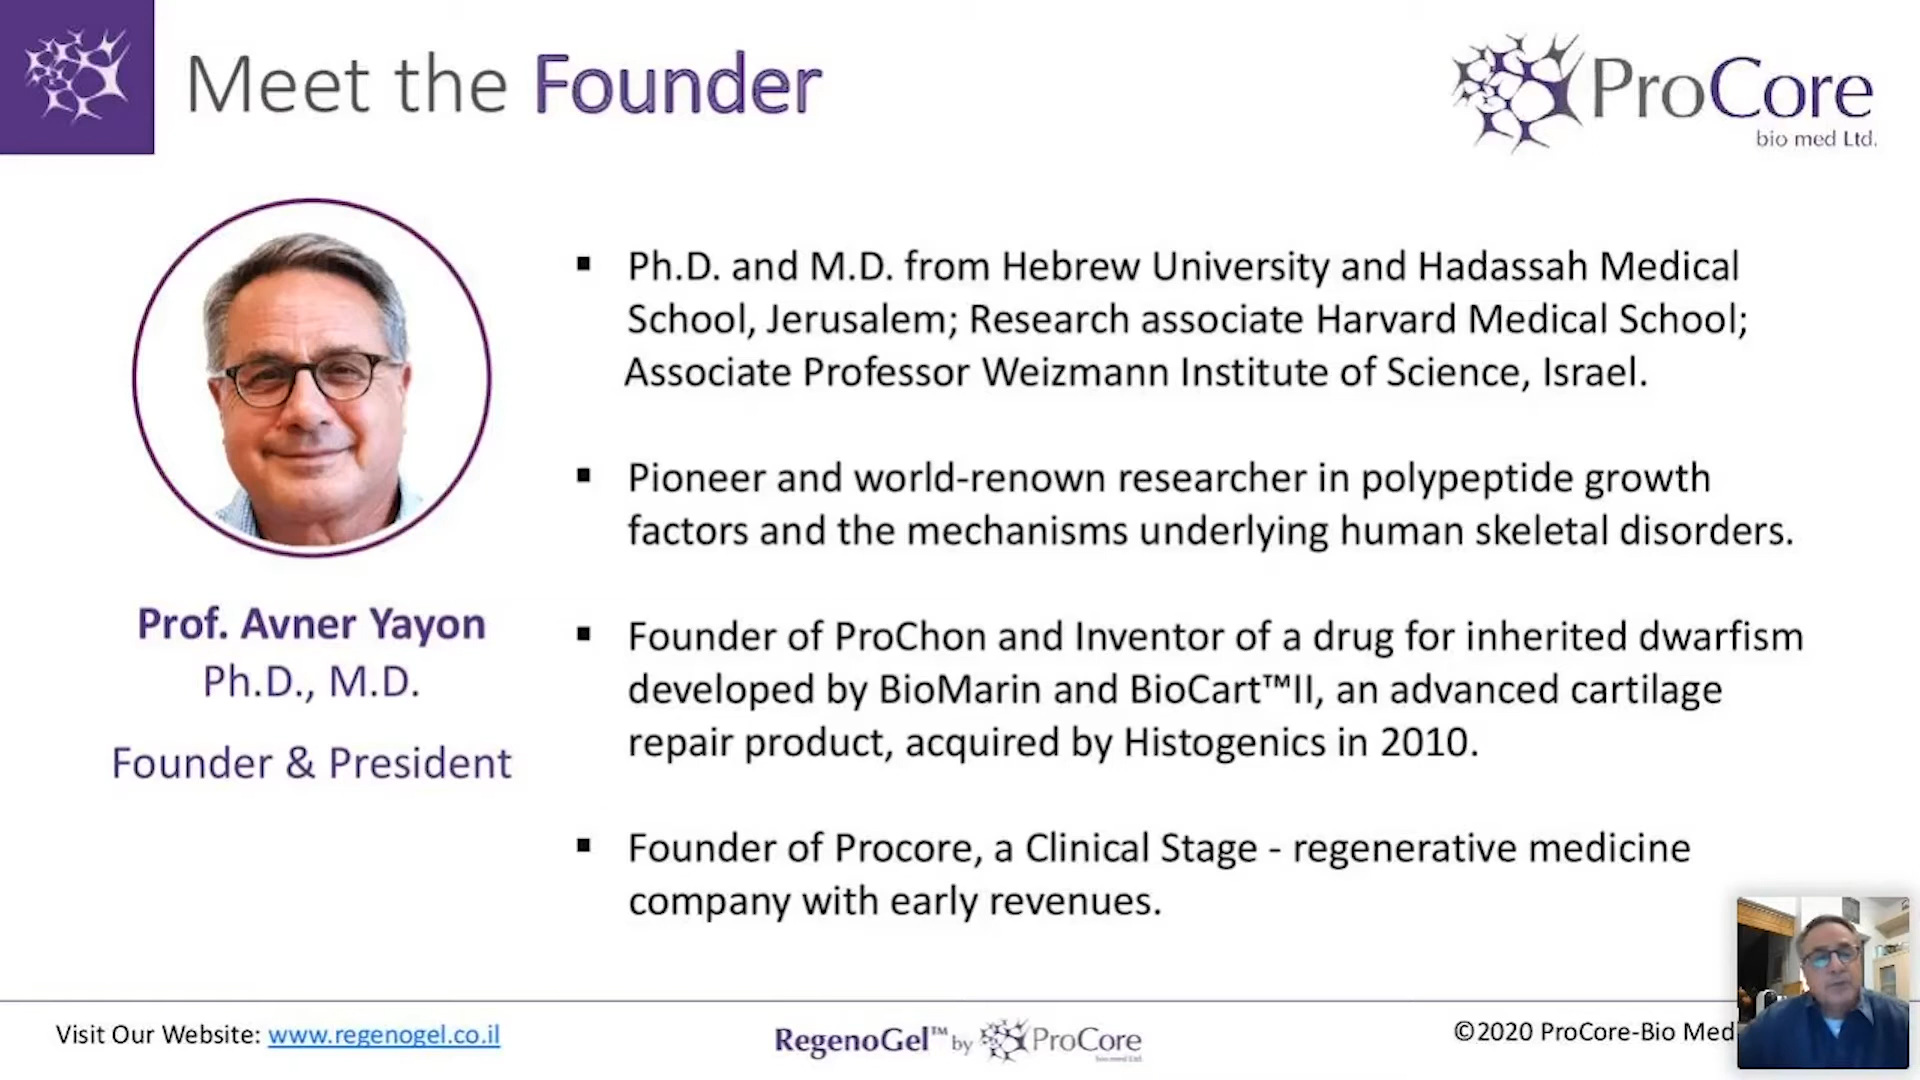 Meet the Founder
ProCore
bio med Ltd.
Prof. Avner Yayon
Ph.D., M.D.
Founder & President
▪ Ph.D. and M.D. from Hebrew University and Hadassah Medical
School, Jerusalem; Research associate Harvard Medical School;
Associate Professor Weizmann Institute of Science, Israel.
▪ Pioneer and world-renown researcher in polypeptide growth
factors and the mechanisms underlying human skeletal disorders.
▪ Founder of ProChon and Inventor of a drug for inherited dwarfism
developed by BioMarin and BioCart™II, an advanced cartilage
repair product, acquired by Histogenics in 2010.
▪ Founder of Procore, a Clinical Stage - regenerative medicine
company with early revenues.
Visit Our Website: www.regenogel.co.il
RegenoGel™ by ProCore
bio med Ltd.
©2020 ProCore-Bio Med